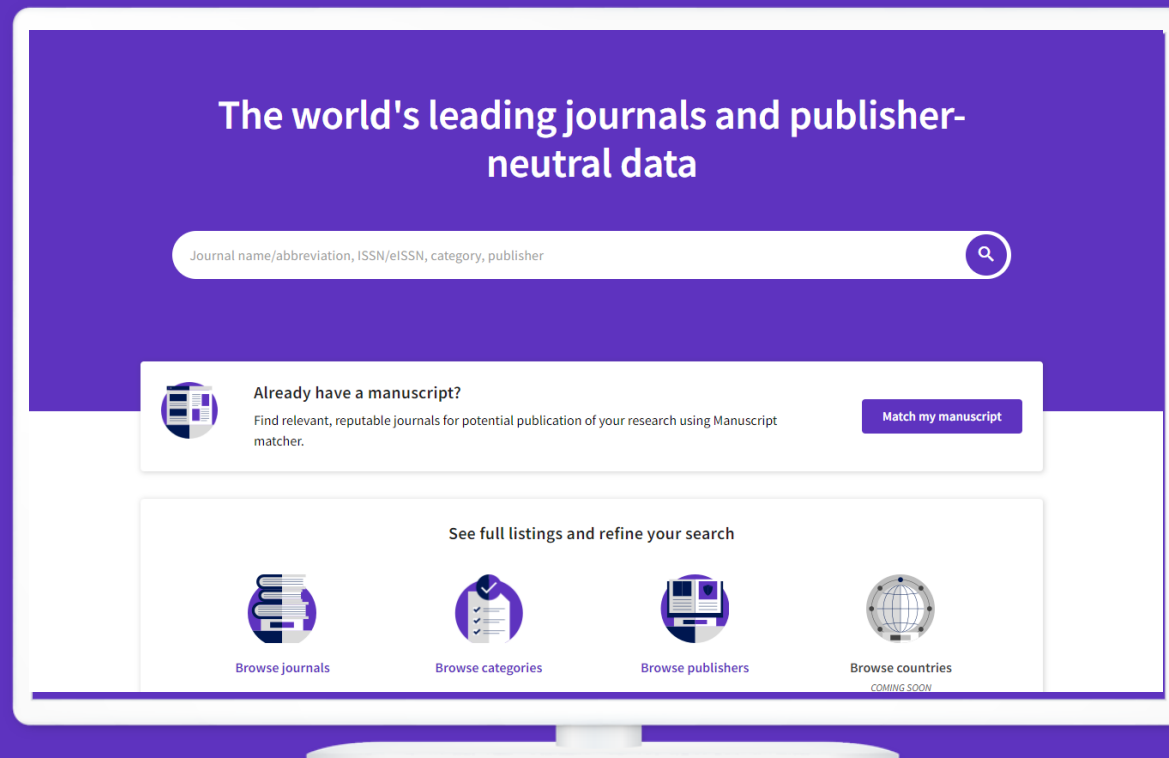 The world's leading journals and publisher-
neutral data
Journal name/abbreviation, ISSN/eISSN, category, publisher
Already have a manuscript?
Find relevant, reputable journals for potential publication of your research using Manuscript
matcher.
Match my manuscript
See full listings and refine your search
Browse journals
Browse categories
Browse publishers
Browse countries
COMING SOON